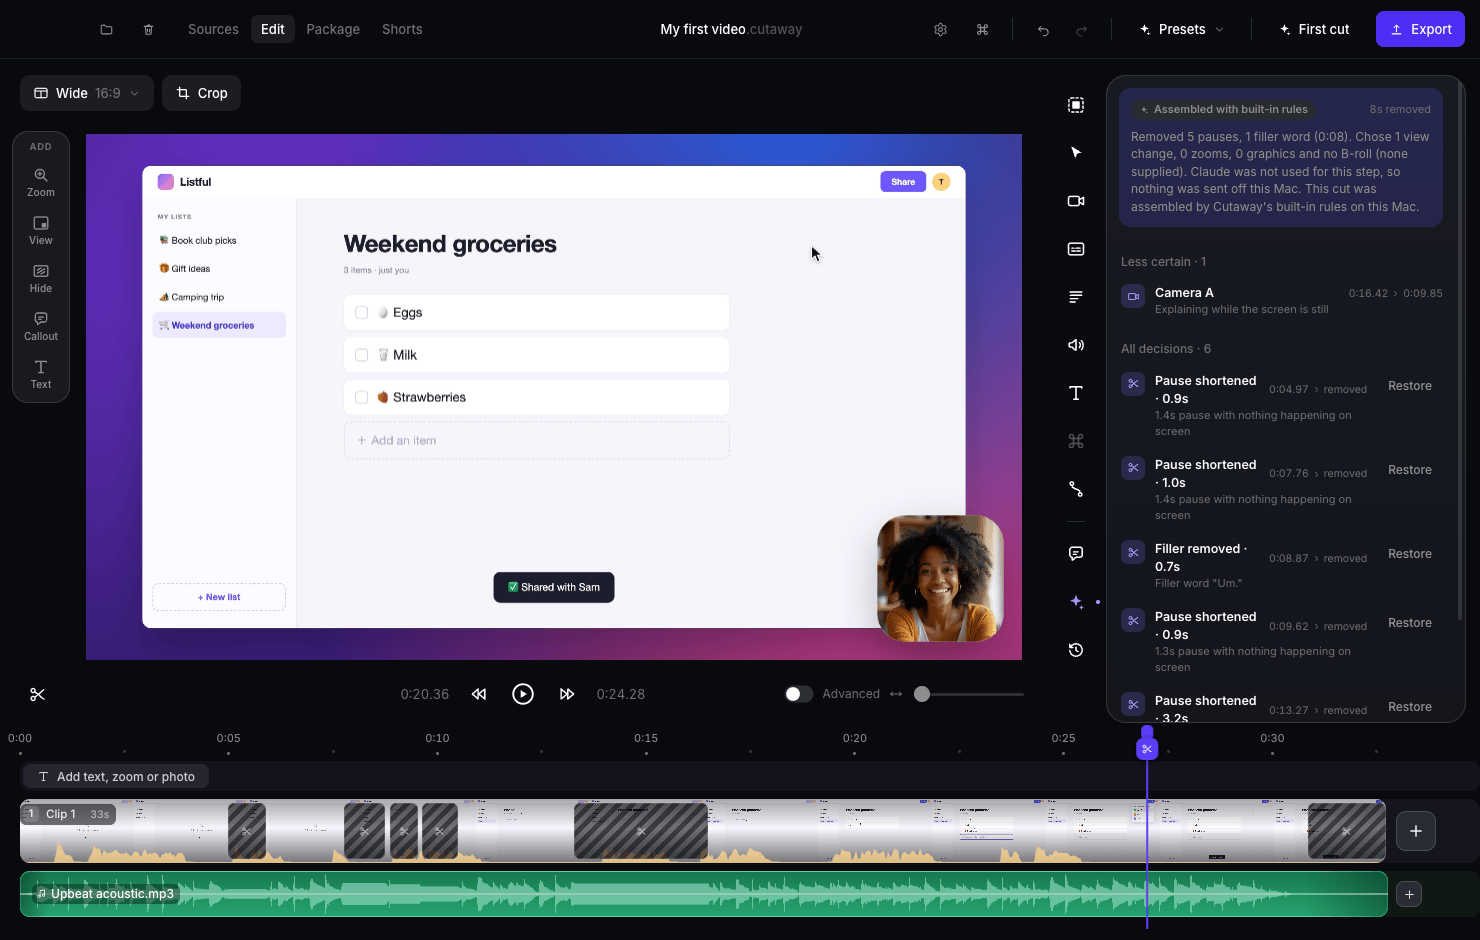 Sources Edit Package Shorts My first video.cutaway Presets First cut Export
Wide 16:9 Crop
ADD
Zoom
View
Hide
Callout
Text
Listful Share T
MY LISTS
Book club picks
Gift ideas
Camping trip
Weekend groceries
+ New list
Weekend groceries
3 items · just you
Eggs
Milk
Strawberries
+ Add an item
Shared with Sam
Assembled with built-in rules 8s removed
Removed 5 pauses, 1 filler word (0:08). Chose 1 view
change, 0 zooms, 0 graphics and no B-roll (none
supplied). Claude was not used for this step, so
nothing was sent off this Mac. This cut was
assembled by Cutaway's built-in rules on this Mac.
Less certain · 1
Camera A 0:16.42 › 0:09.85
Explaining while the screen is still
All decisions · 6
Pause shortened
· 0.9s 0:04.97 › removed Restore
1.4s pause with nothing happening on
screen
Pause shortened
· 1.0s 0:07.76 › removed Restore
1.4s pause with nothing happening on
screen
Filler removed ·
0.7s 0:08.87 › removed Restore
Filler word "Um."
Pause shortened
· 0.9s 0:09.62 › removed Restore
1.3s pause with nothing happening on
screen
Pause shortened
· 3.2s 0:13.27 › removed Restore
0:20.36 0:24.28 Advanced
0:00 0:05 0:10 0:15 0:20 0:25 0:30
Add text, zoom or photo
1 Clip 1 33s
Upbeat acoustic.mp3